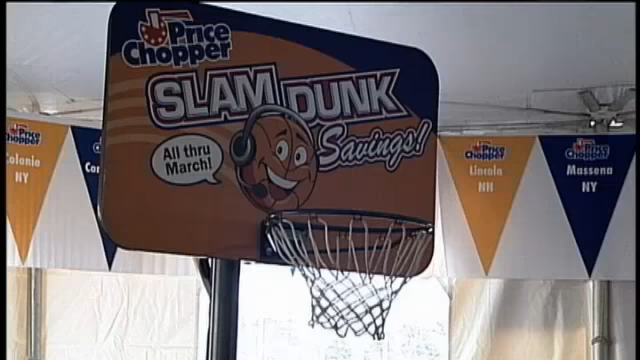 Price
Chopper
SLAM DUNK
Savings!
All thru
March!
Price
Chopper
Colonie
NY
Price
Chopper
Lincoln
NH
Price
Chopper
Massena
NY